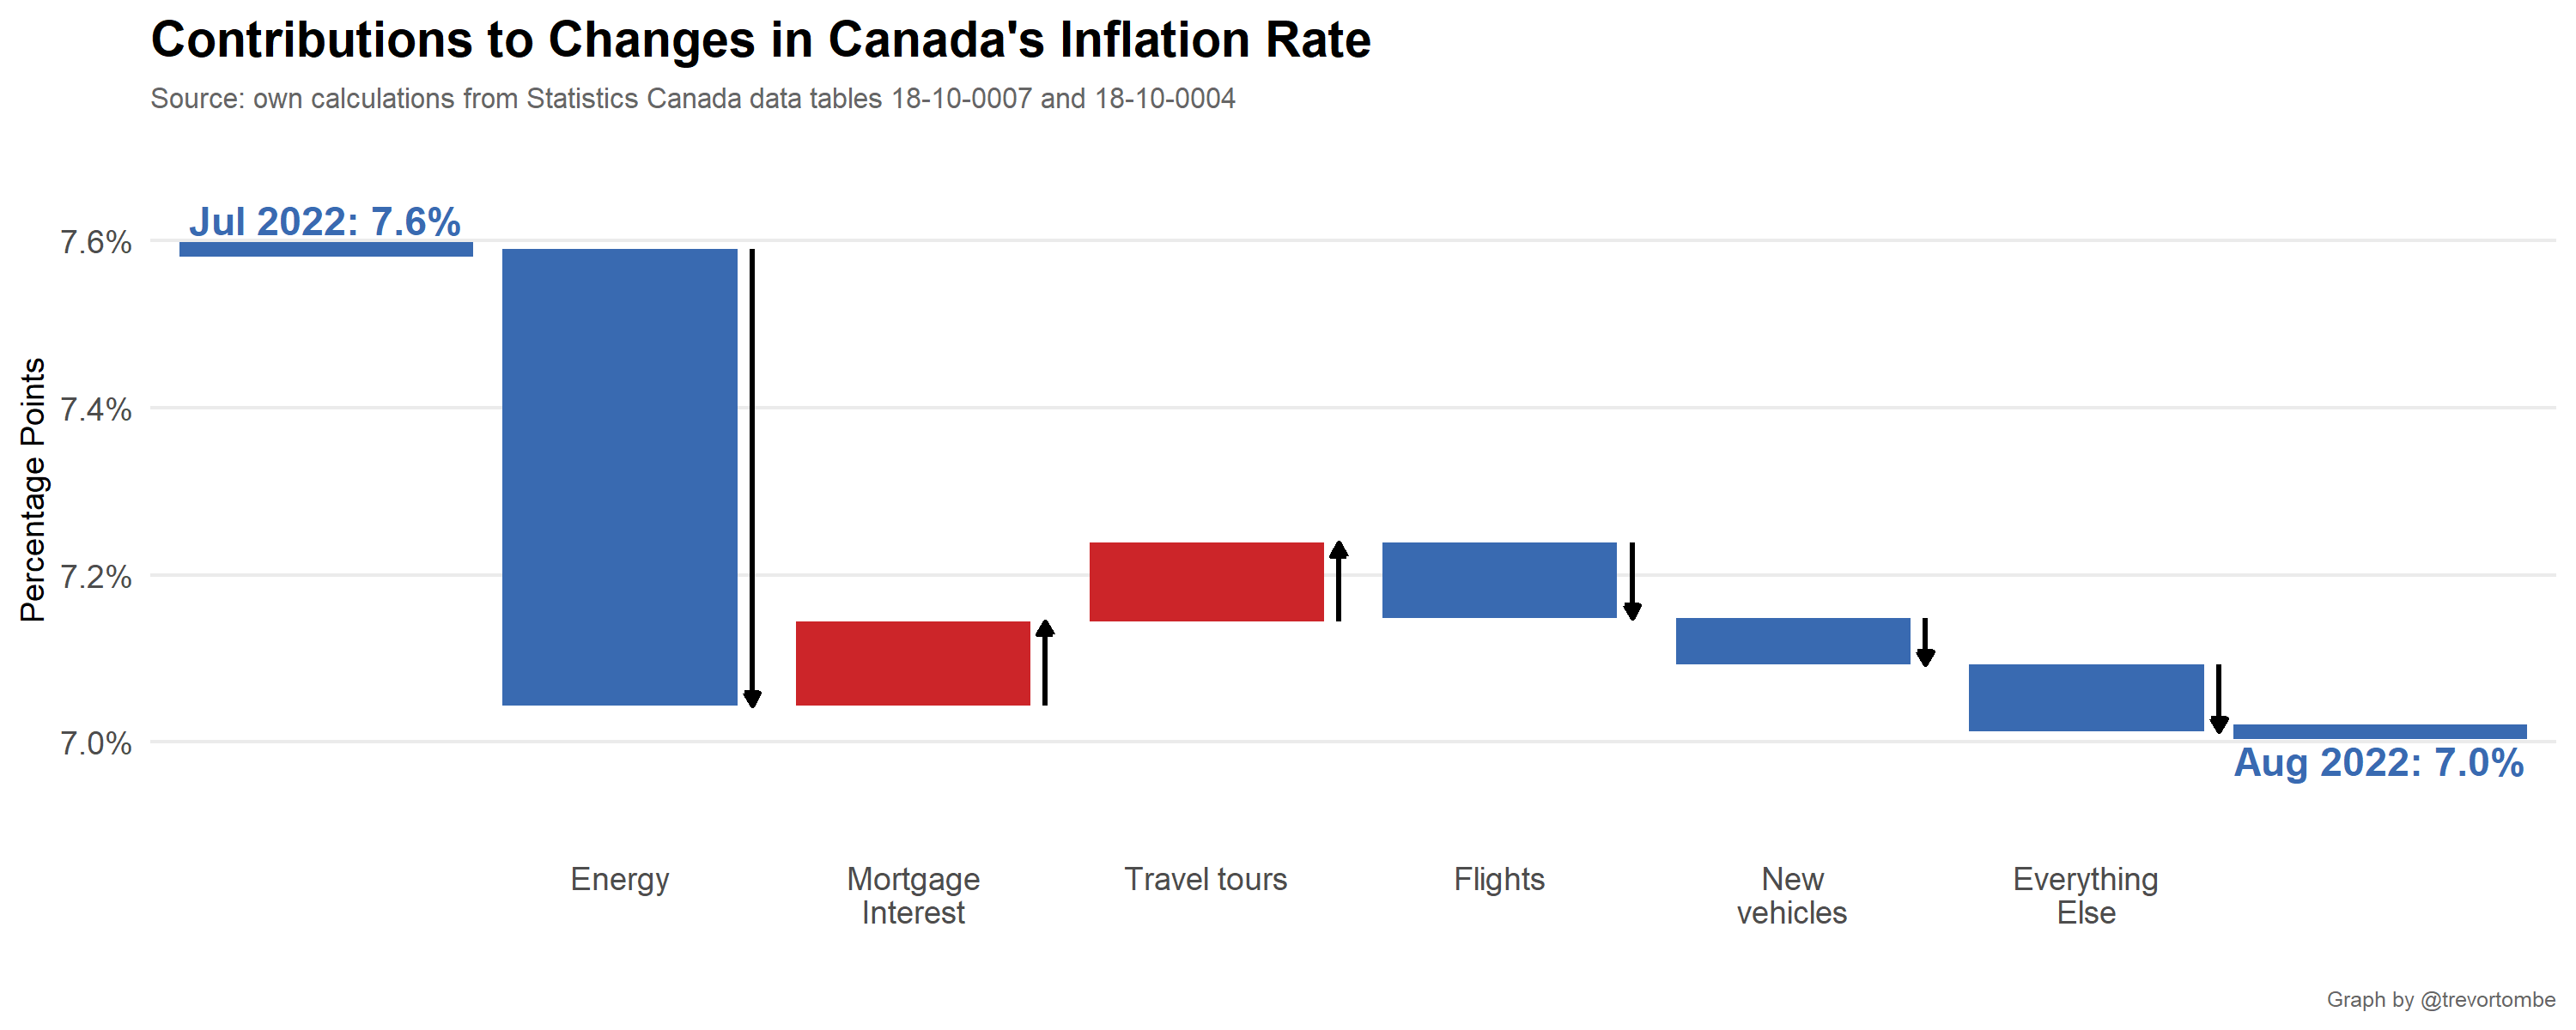 Contributions to Changes in Canada's Inflation Rate
Source: own calculations from Statistics Canada data tables 18-10-0007 and 18-10-0004
Percentage Points
7.6%
7.4%
7.2%
7.0%
Jul 2022: 7.6%
Aug 2022: 7.0%
Energy
Mortgage
Interest
Travel tours
Flights
New
vehicles
Everything
Else
Graph by @trevortombe